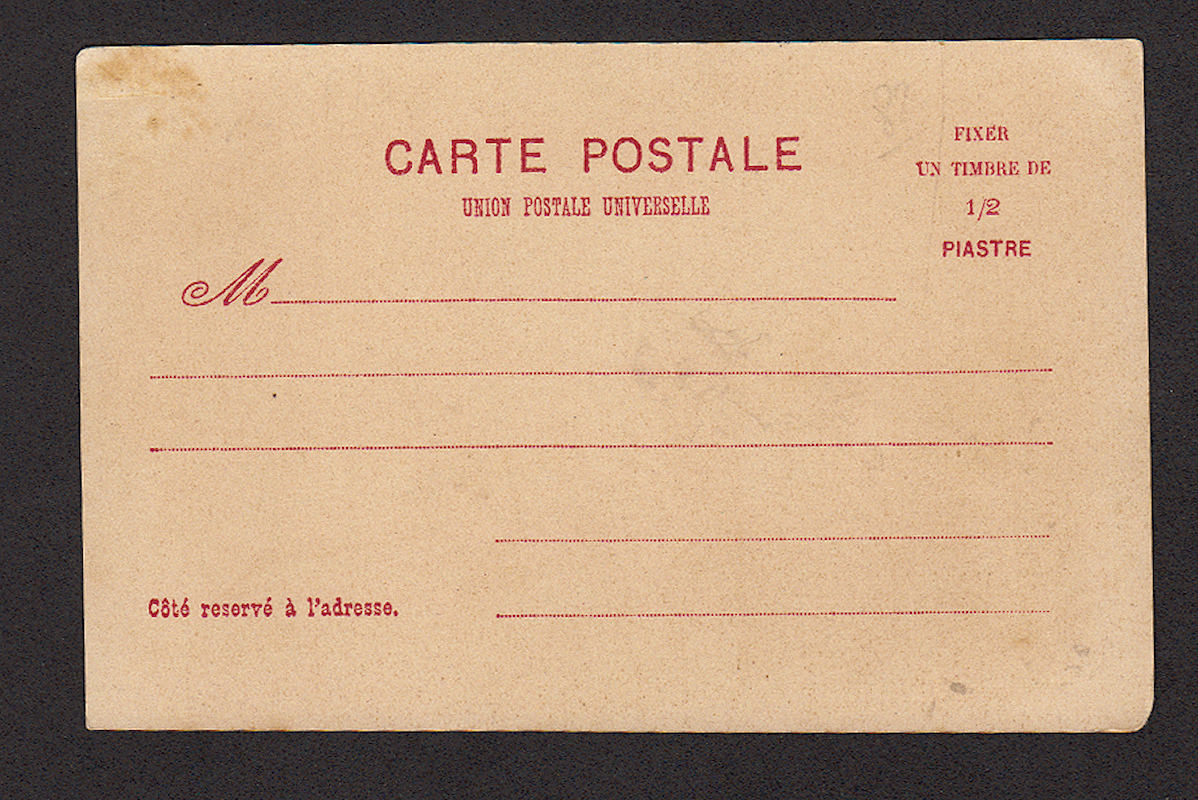 CARTE POSTALE
UNION POSTALE UNIVERSELLE
FIXER
UN TIMBRE DE
1/2
PIASTRE
M
Côté reservé à l'adresse.